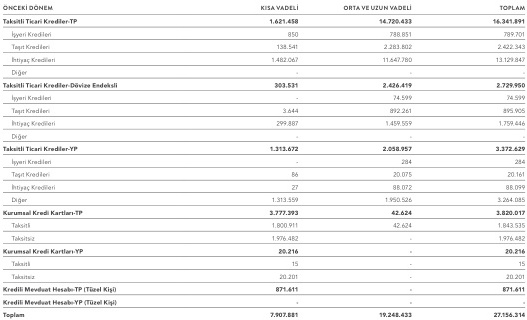 ÖNCEKİ DÖNEM KISA VADELİ ORTA VE UZUN VADELİ TOPLAM
Taksitli Ticari Krediler-TP 1.621.458 14.720.433 16.341.891
İşyeri Kredileri 850 788.851 789.701
Taşıt Kredileri 138.541 2.283.802 2.422.343
İhtiyaç Kredileri 1.482.067 11.647.780 13.129.847
Diğer - - -
Taksitli Ticari Krediler-Dövize Endeksli 303.531 2.426.419 2.729.950
İşyeri Kredileri - 74.599 74.599
Taşıt Kredileri 3.644 892.261 895.905
İhtiyaç Kredileri 299.887 1.459.559 1.759.446
Diğer - - -
Taksitli Ticari Krediler-YP 1.313.672 2.058.957 3.372.629
İşyeri Kredileri - 284 284
Taşıt Kredileri 86 20.075 20.161
İhtiyaç Kredileri 27 88.072 88.099
Diğer 1.313.559 1.950.526 3.264.085
Kurumsal Kredi Kartları-TP 3.777.393 42.624 3.820.017
Taksitli 1.800.911 42.624 1.843.535
Taksitsiz 1.976.482 - 1.976.482
Kurumsal Kredi Kartları-YP 20.216 - 20.216
Taksitli 15 - 15
Taksitsiz 20.201 - 20.201
Kredili Mevduat Hesabı-TP (Tüzel Kişi) 871.611 - 871.611
Kredili Mevduat Hesabı-YP (Tüzel Kişi) - - -
Toplam 7.907.881 19.248.433 27.156.314